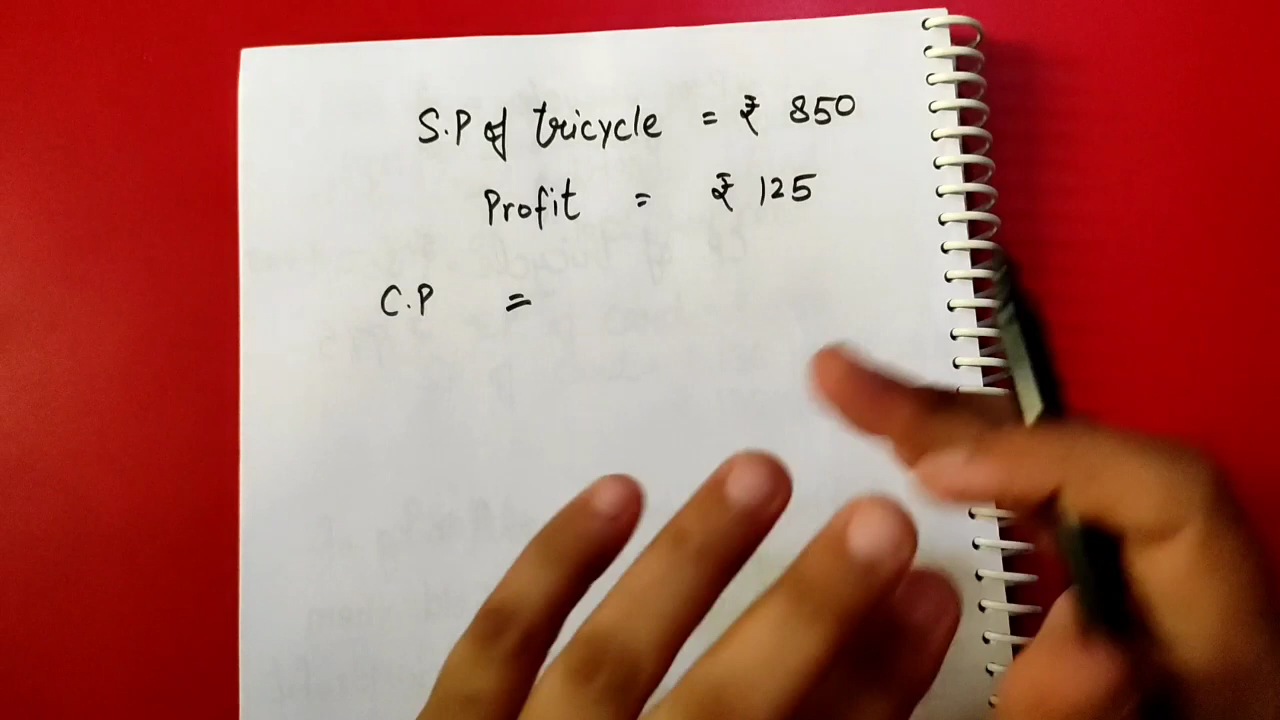 S.P of tricycle = ₹ 850
Profit = ₹ 125
C.P =